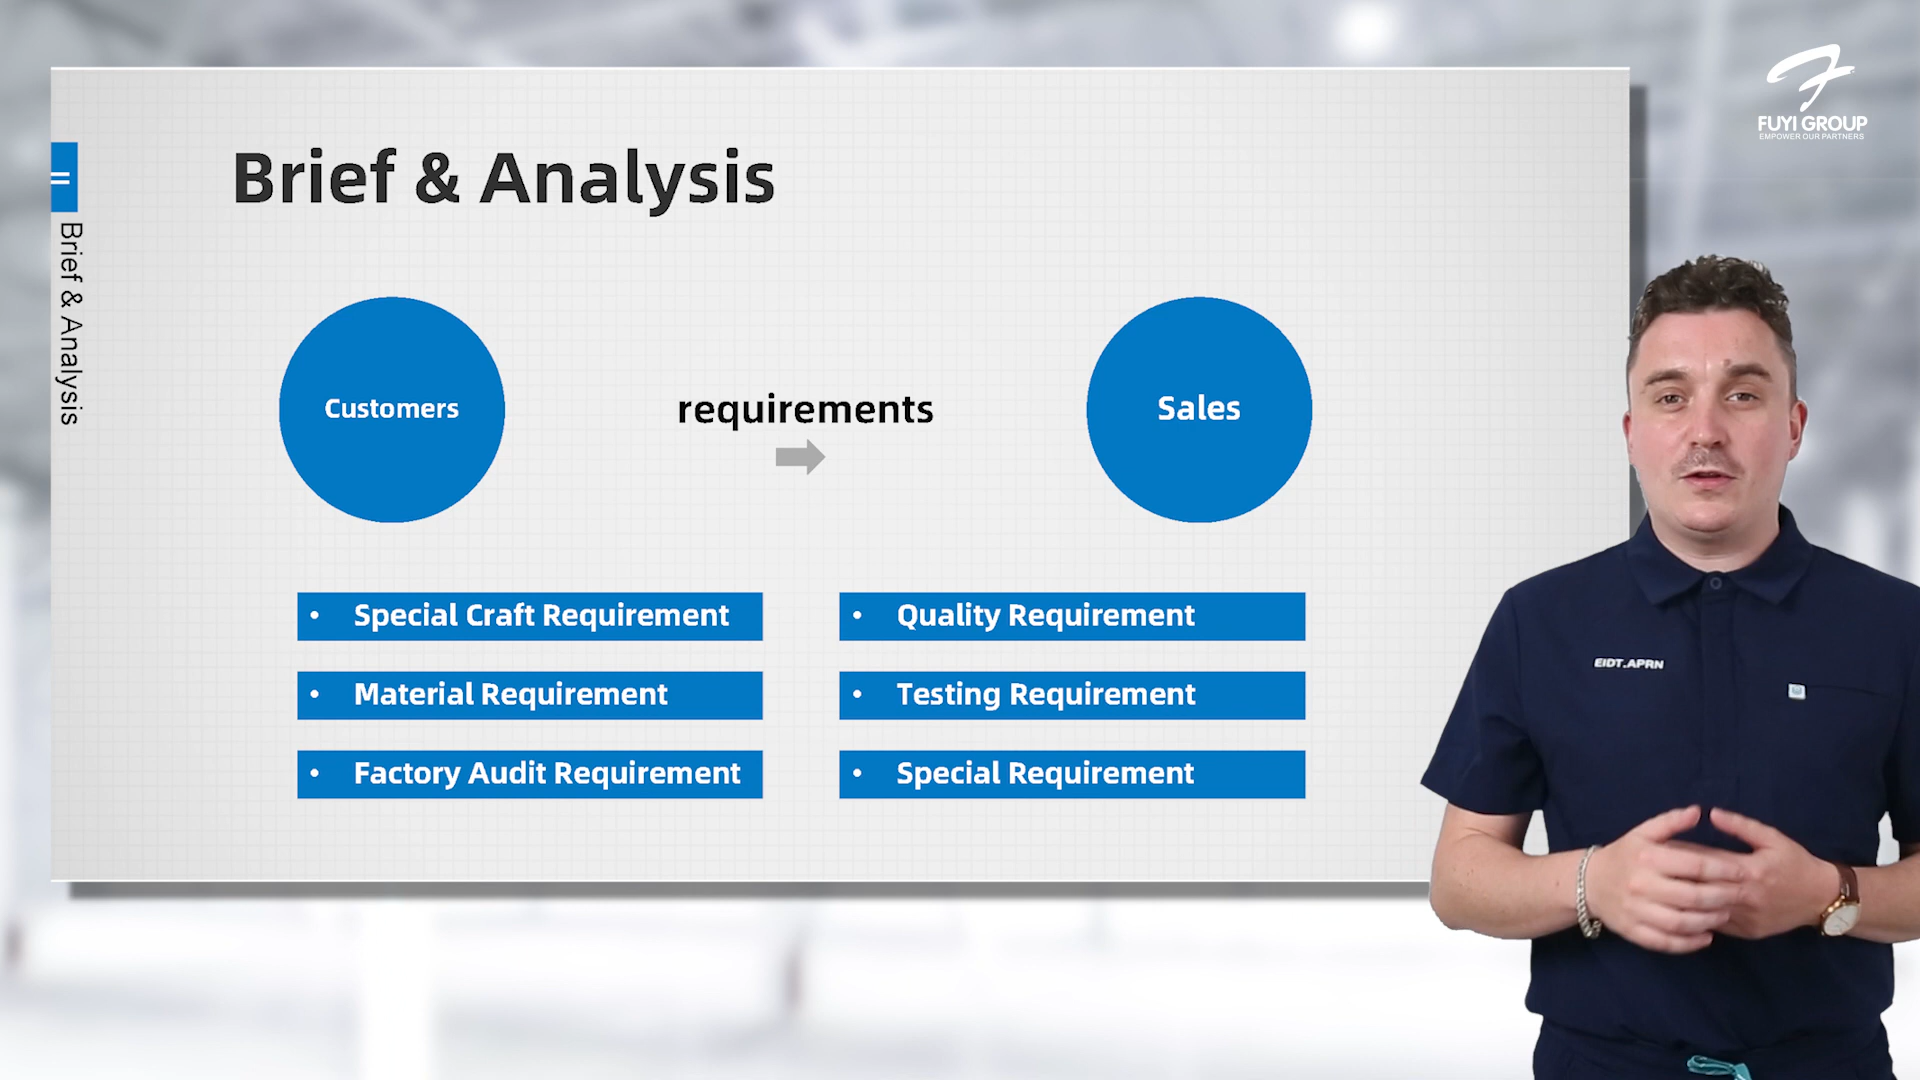 FUYI GROUP
EMPOWER OUR PARTNERS
Brief & Analysis
Brief & Analysis
Customers
requirements
Sales
Special Craft Requirement
Quality Requirement
Material Requirement
Testing Requirement
Factory Audit Requirement
Special Requirement
EIDT.APRN